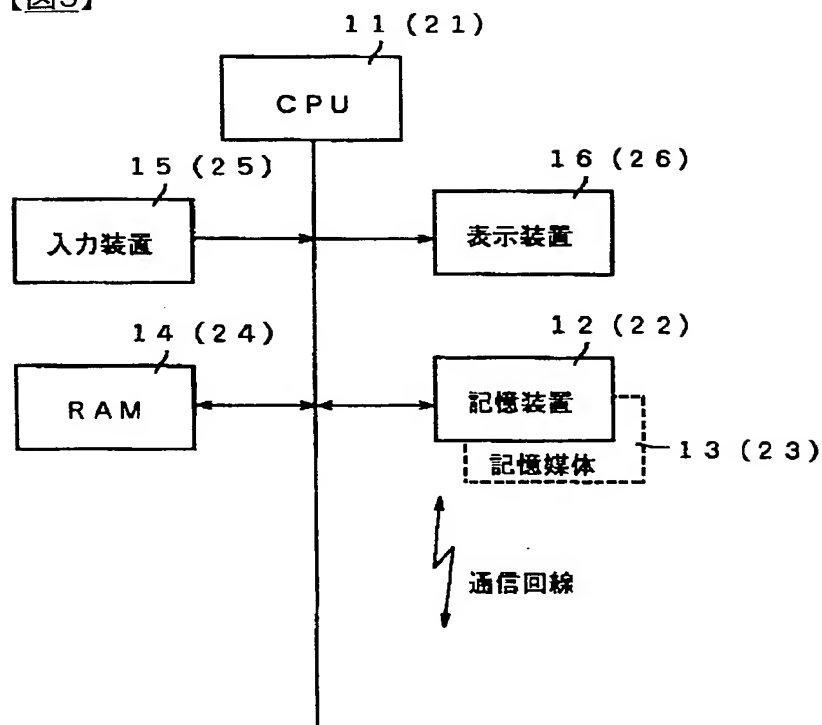 【図5】
11(21)
CPU
15(25)
16(26)
入力装置
表示装置
14(24)
12(22)
RAM
記憶装置
13(23)
記憶媒体
通信回線